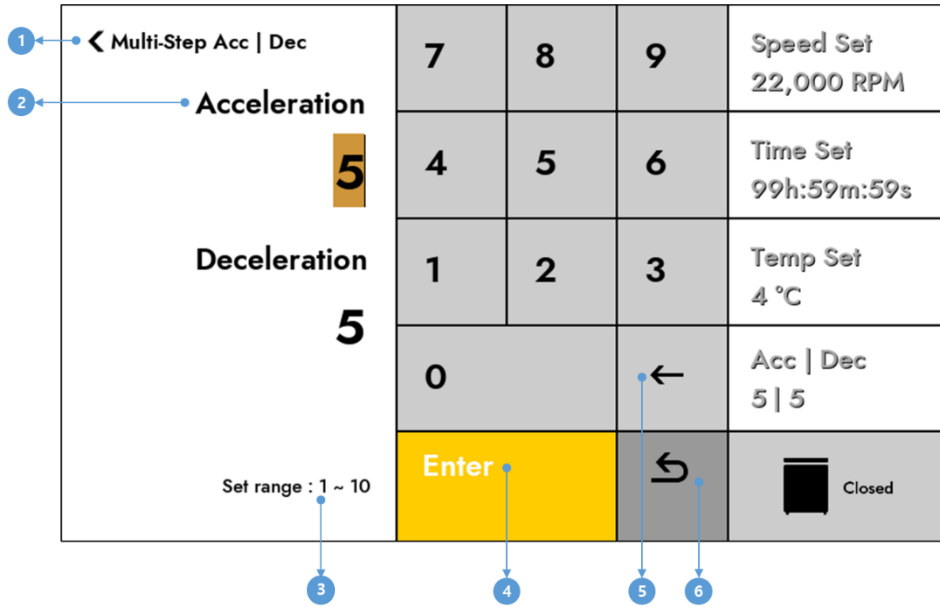 1
Multi-Step Acc | Dec
2
Acceleration
5
Deceleration
5
Set range : 1 ~ 10
3
7 8 9
4 5 6
1 2 3
0 ←
Enter
4
5
6
Speed Set
22,000 RPM
Time Set
99h:59m:59s
Temp Set
4 °C
Acc | Dec
5 | 5
Closed